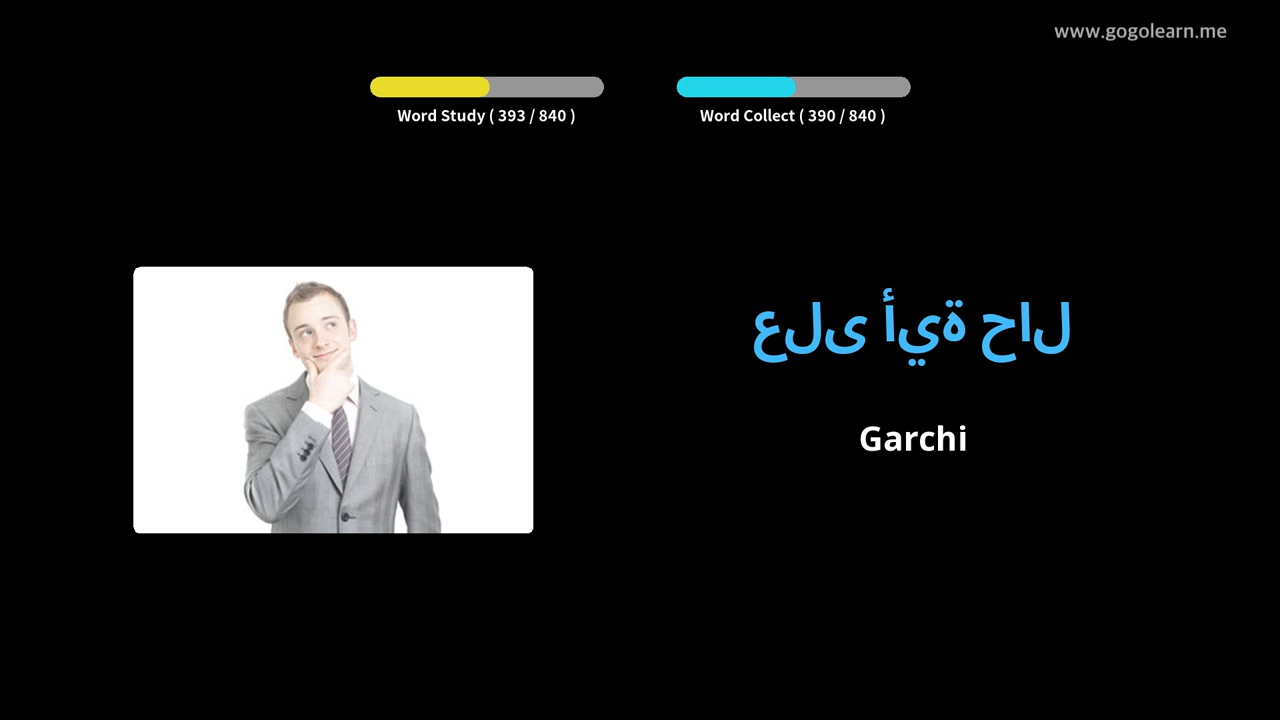 www.gogolearn.me
Word Study ( 393 / 840 )
Word Collect ( 390 / 840 )
على أية حال
Garchi